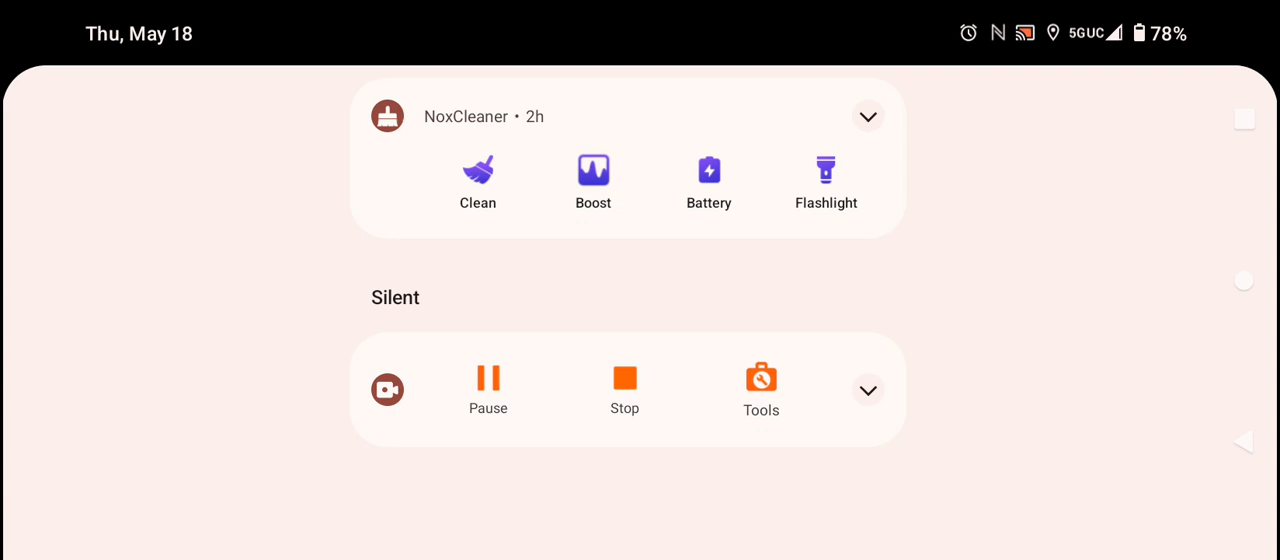 Thu, May 18 5GUC 78%
NoxCleaner • 2h
Clean Boost Battery Flashlight
Silent
Pause Stop Tools